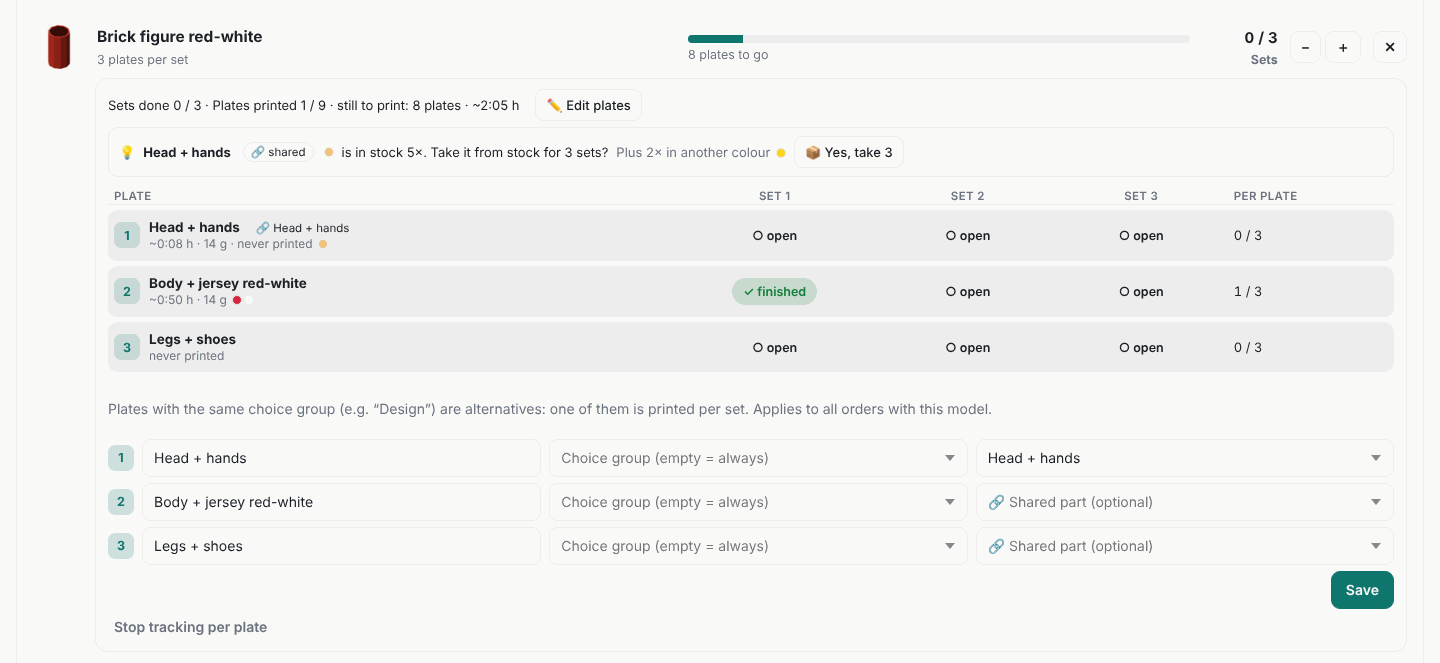 Brick figure red-white
3 plates per set
8 plates to go
0 / 3
Sets
− + ✕
Sets done 0 / 3 · Plates printed 1 / 9 · still to print: 8 plates · ~2:05 h ✏️ Edit plates
💡 Head + hands 🔗 shared is in stock 5×. Take it from stock for 3 sets? Plus 2× in another colour 📦 Yes, take 3
PLATE SET 1 SET 2 SET 3 PER PLATE
1 Head + hands 🔗 Head + hands
~0:08 h · 14 g · never printed
○ open ○ open ○ open 0 / 3
2 Body + jersey red-white
~0:50 h · 14 g
✓ finished ○ open ○ open 1 / 3
3 Legs + shoes
never printed
○ open ○ open ○ open 0 / 3
Plates with the same choice group (e.g. “Design”) are alternatives: one of them is printed per set. Applies to all orders with this model.
1 Head + hands Choice group (empty = always) Head + hands
2 Body + jersey red-white Choice group (empty = always) 🔗 Shared part (optional)
3 Legs + shoes Choice group (empty = always) 🔗 Shared part (optional)
Save
Stop tracking per plate